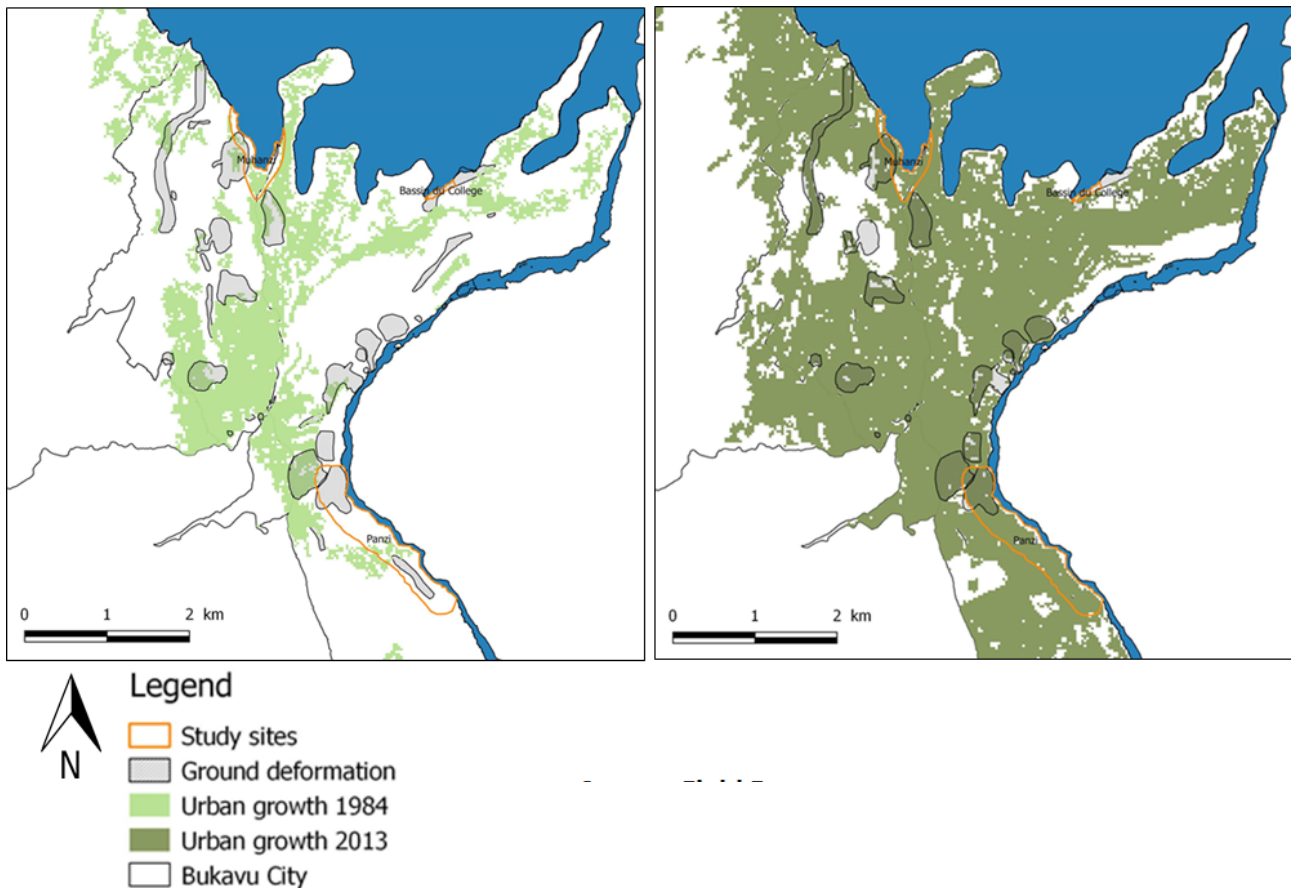 Muhanzi
Bassin du College
Panzi
0 1 2 km
Muhanzi
Bassin du College
Panzi
0 1 2 km
N
Legend
Study sites
Ground deformation
Urban growth 1984
Urban growth 2013
Bukavu City